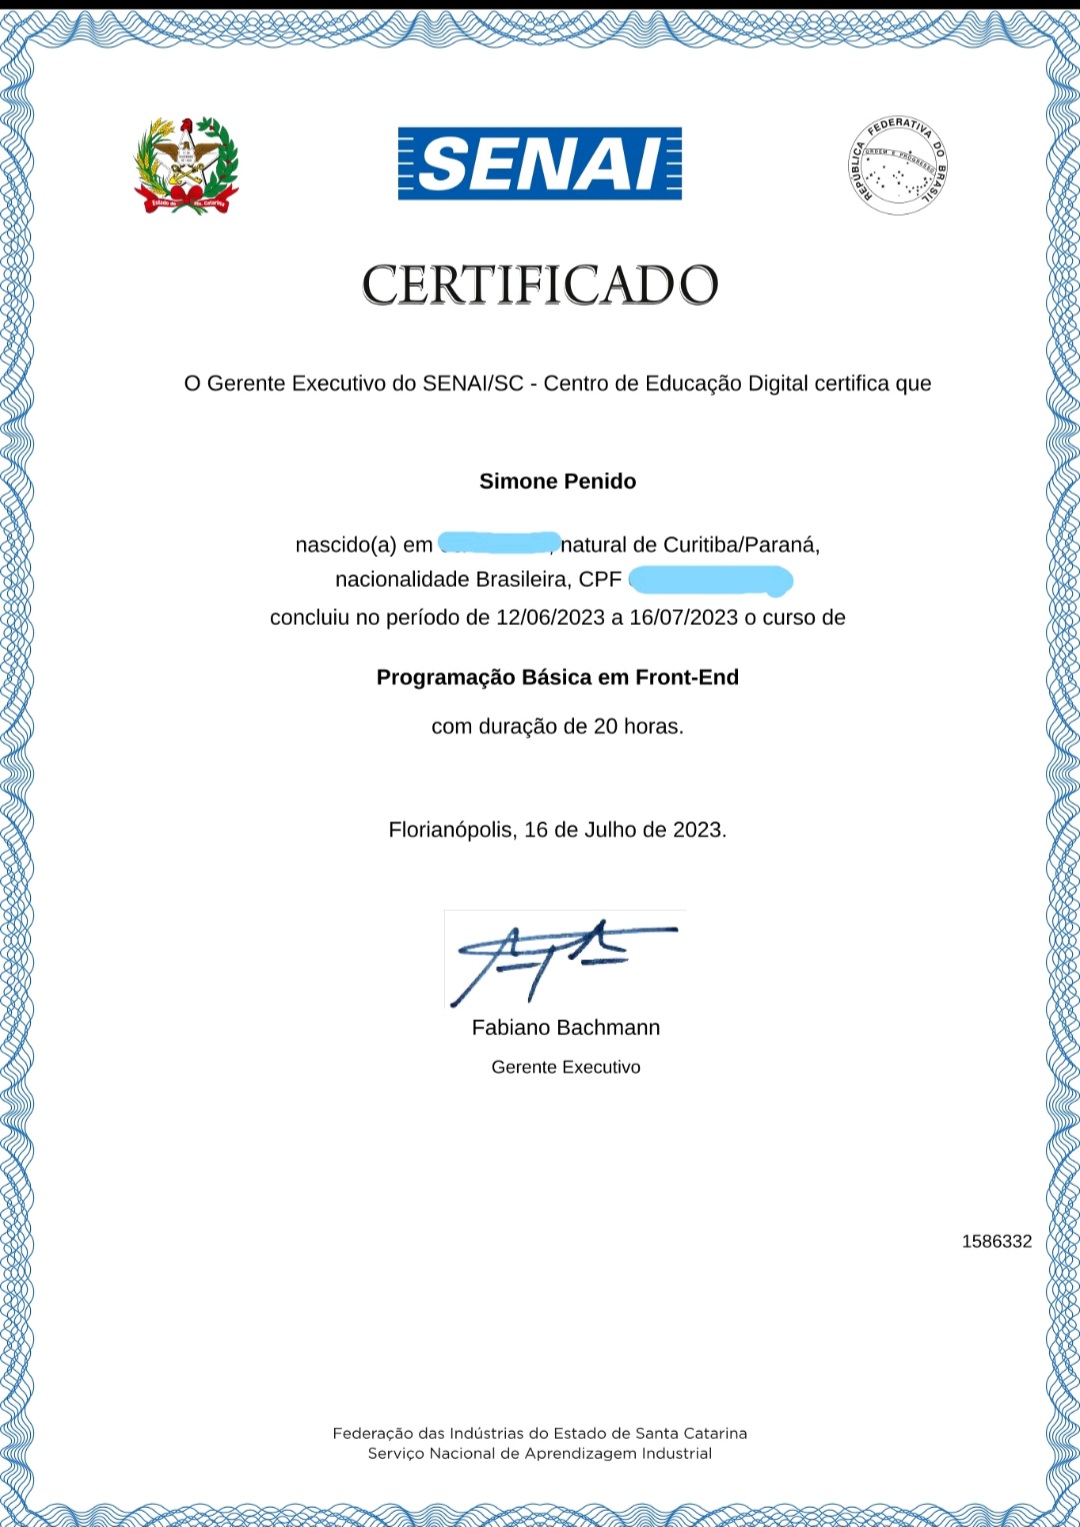 SENAI
REPÚBLICA FEDERATIVA DO BRASIL
ORDEM E PROGRESSO
Estado de Sta. Catarina
CERTIFICADO
O Gerente Executivo do SENAI/SC - Centro de Educação Digital certifica que
Simone Penido
nascido(a) em natural de Curitiba/Paraná,
nacionalidade Brasileira, CPF
concluiu no período de 12/06/2023 a 16/07/2023 o curso de
Programação Básica em Front-End
com duração de 20 horas.
Florianópolis, 16 de Julho de 2023.
Fabiano Bachmann
Gerente Executivo
1586332
Federação das Indústrias do Estado de Santa Catarina
Serviço Nacional de Aprendizagem Industrial